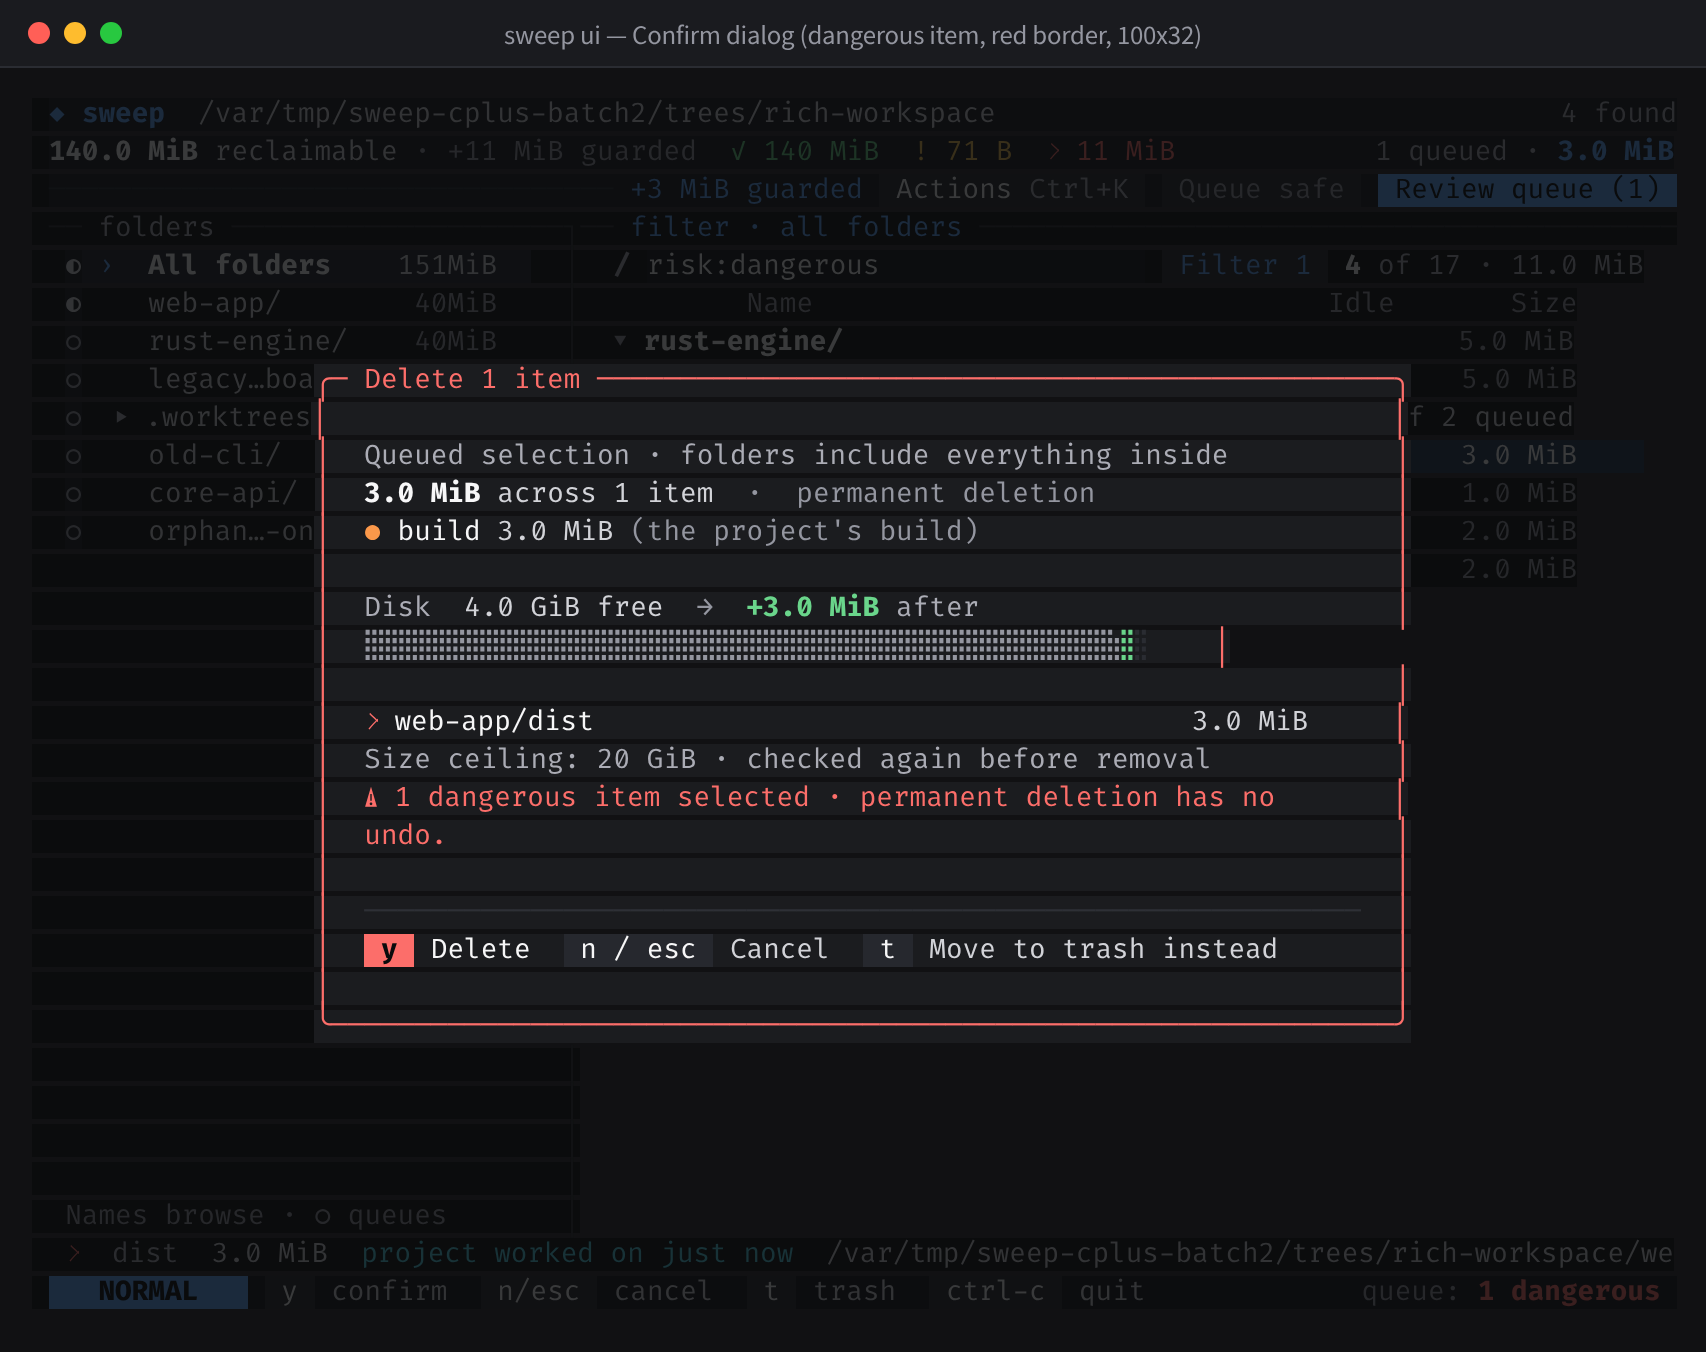 sweep ui — Confirm dialog (dangerous item, red border, 100x32)
◆ sweep /var/tmp/sweep-cplus-batch2/trees/rich-workspace 4 found
140.0 MiB reclaimable · +11 MiB guarded √ 140 MiB ! 71 B > 11 MiB 1 queued · 3.0 MiB
+3 MiB guarded Actions Ctrl+K Queue safe Review queue (1)
folders filter · all folders
◐ › All folders 151MiB / risk:dangerous Filter 1 4 of 17 · 11.0 MiB
◐ web-app/ 40MiB Name Idle Size
○ rust-engine/ 40MiB ▾ rust-engine/ 5.0 MiB
○ legacy…boa 5.0 MiB
○ ▸ .worktrees f 2 queued
○ old-cli/ 3.0 MiB
○ core-api/ 1.0 MiB
○ orphan…-on 2.0 MiB
2.0 MiB
Delete 1 item
Queued selection · folders include everything inside
3.0 MiB across 1 item · permanent deletion
● build 3.0 MiB (the project's build)
Disk 4.0 GiB free → +3.0 MiB after
> web-app/dist 3.0 MiB
Size ceiling: 20 GiB · checked again before removal
⚠ 1 dangerous item selected · permanent deletion has no
undo.
y Delete n / esc Cancel t Move to trash instead
Names browse · ○ queues
> dist 3.0 MiB project worked on just now /var/tmp/sweep-cplus-batch2/trees/rich-workspace/we
NORMAL y confirm n/esc cancel t trash ctrl-c quit queue: 1 dangerous